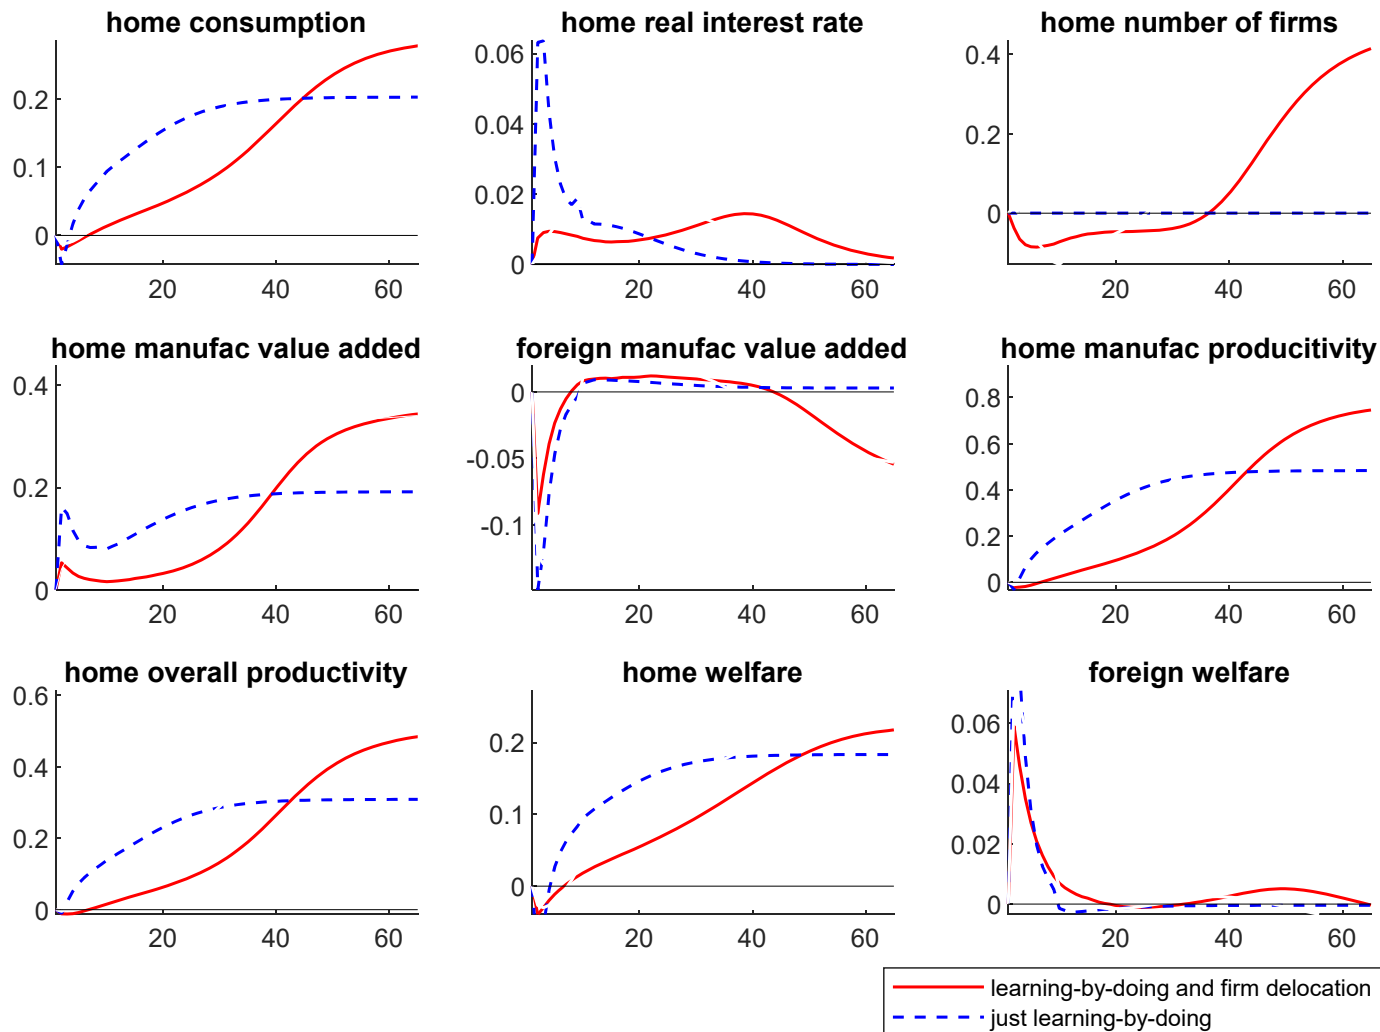 home consumption
0.2
0.1
0
20 40 60
home real interest rate
0.06
0.04
0.02
0
20 40 60
home number of firms
0.4
0.2
0
20 40 60
home manufac value added
0.4
0.2
0
20 40 60
foreign manufac value added
0
-0.05
-0.1
20 40 60
home manufac producitivity
0.8
0.6
0.4
0.2
0
20 40 60
home overall productivity
0.6
0.4
0.2
0
20 40 60
home welfare
0.2
0.1
0
20 40 60
foreign welfare
0.06
0.04
0.02
0
20 40 60
learning-by-doing and firm delocation
just learning-by-doing